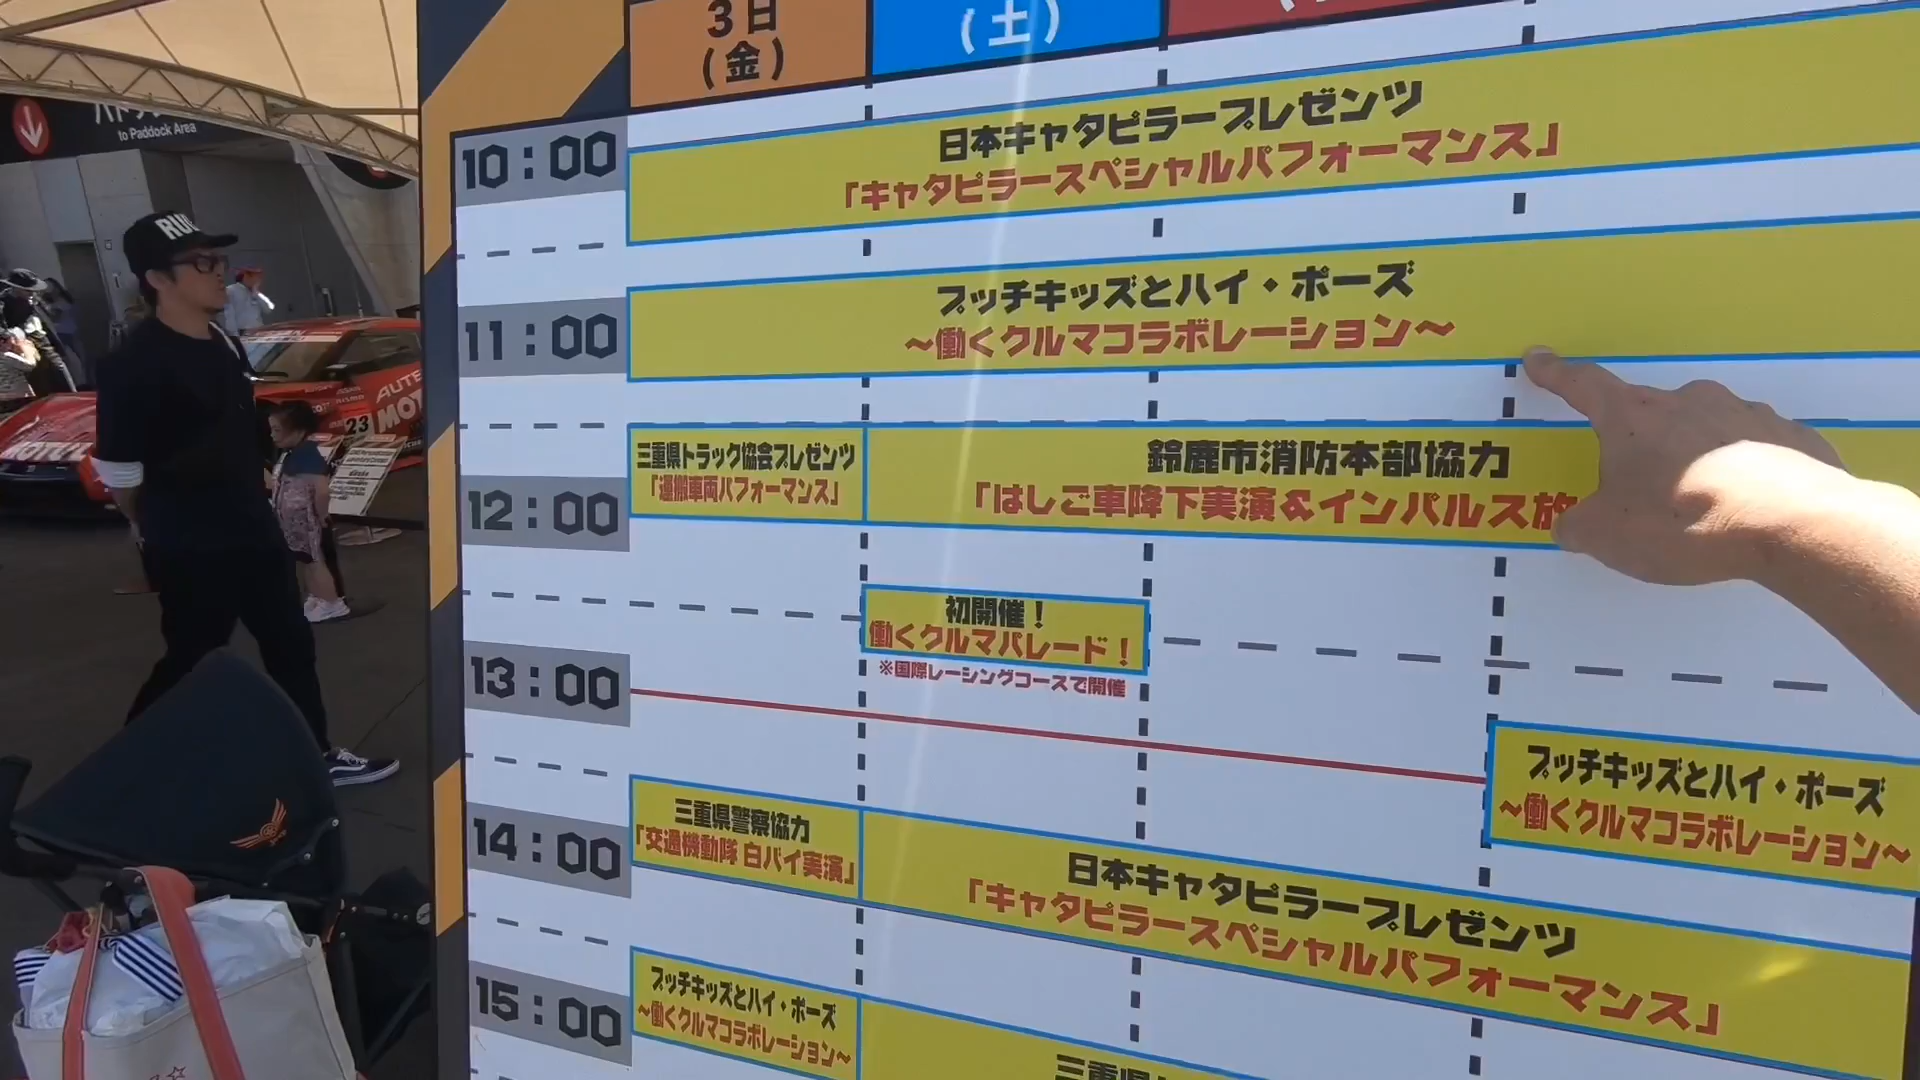 3日
(金)
(土)
10:00
日本キャタピラープレゼンツ
「キャタピラースペシャルパフォーマンス」
11:00
プッチキッズとハイ・ポーズ
～働くクルマコラボレーション～
三重県トラック協会プレゼンツ
「運搬車両パフォーマンス」
鈴鹿市消防本部協力
「はしご車降下実演&インパルス放
12:00
初開催！
働くクルマパレード！
※国際レーシングコースで開催
13:00
プッチキッズとハイ・ポーズ
～働くクルマコラボレーション～
三重県警察協力
「交通機動隊 白バイ実演」
14:00
日本キャタピラープレゼンツ
「キャタピラースペシャルパフォーマンス」
15:00
プッチキッズとハイ・ポーズ
～働くクルマコラボレーション～
三重県
to Paddock Area
RU
AUTE
MOT
23